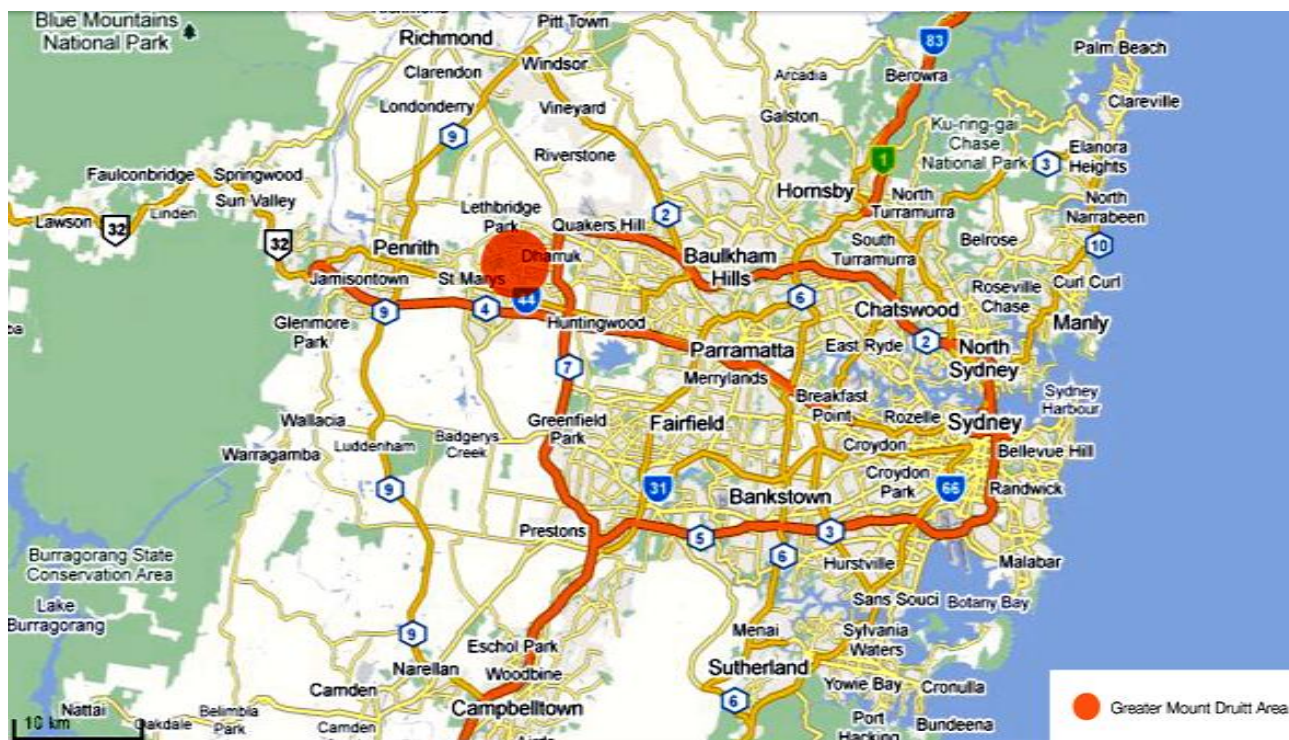 Blue Mountains
National Park
Pitt Town
Richmond
Windsor
Clarendon
Londonderry
Vineyard
9
Riverstone
83
Palm Beach
Arcadia
Berowra
Clareville
Galston
Ku-ring-gai
Chase
National Park
1
3
Elanora
Heights
Hornsby
North
Turramurra
North
Narrabeen
Faulconbridge
Springwood
Sun Valley
Lawson
32
Linden
32
Lethbridge
Park
Quakers Hill
2
Penrith
Dharruk
Baulkham
Hills
South
Turramurra
Belrose
10
Jamisontown
St Marys
44
4
9
Huntingwood
6
Roseville
Chase
Curl Curl
Chatswood
Manly
Glenmore
Park
Parramatta
East Ryde
2
North
Sydney
7
Merrylands
Breakfast
Point
Rozelle
Sydney
Harbour
Wallacia
Greenfield
Park
Fairfield
Sydney
Warragamba
Luddenham
Badgerys
Creek
Croydon
Bellevue Hill
9
31
Bankstown
Croydon
Park
66
Randwick
Prestons
5
3
6
Hurstville
Malabar
Burragorang State
Conservation Area
Sans Souci
Botany Bay
Lake
Burragorang
9
Eschol Park
Menai
Sylvania
Waters
Narellan
Woodbine
Sutherland
Camden
Campbelltown
6
Yowie Bay
Cronulla
Nattai
Oakdale
Belimbla
Park
Camden
Port
Hacking
Bundeena
10 km
Greater Mount Druitt Area